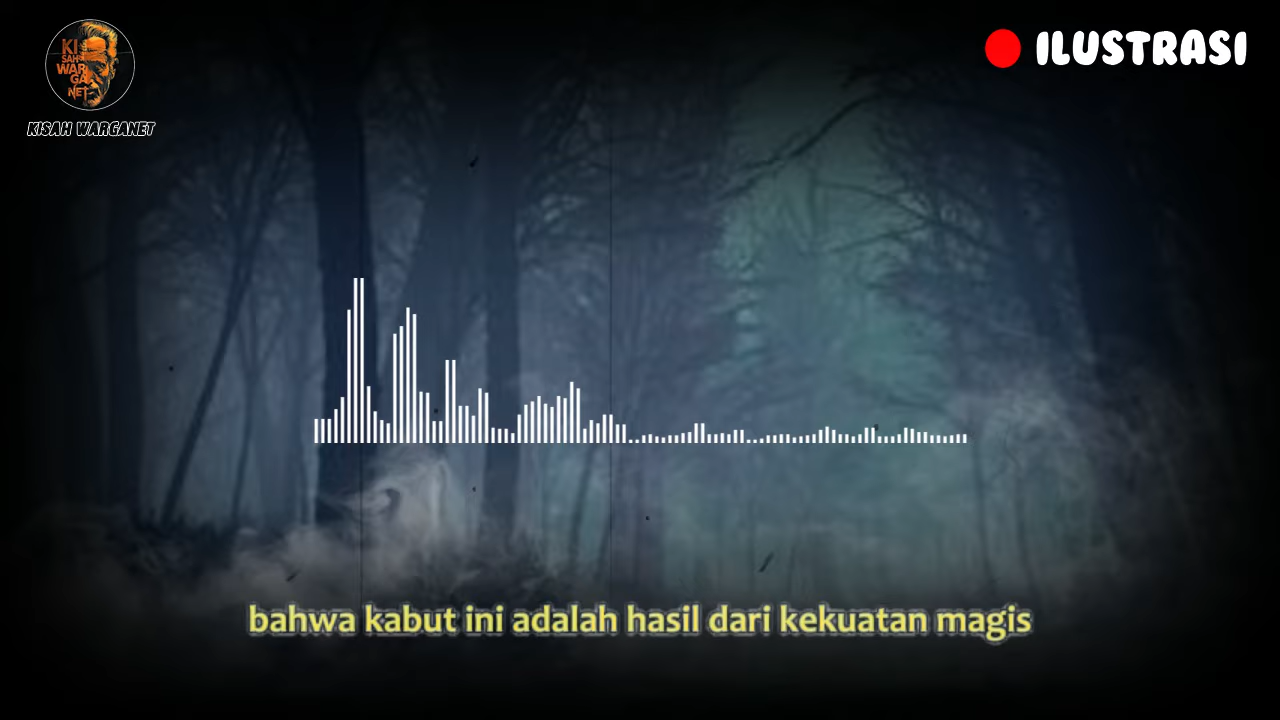 KI
SAH
WAR
GA
NET
KISAH WARGANET
ILUSTRASI
bahwa kabut ini adalah hasil dari kekuatan magis